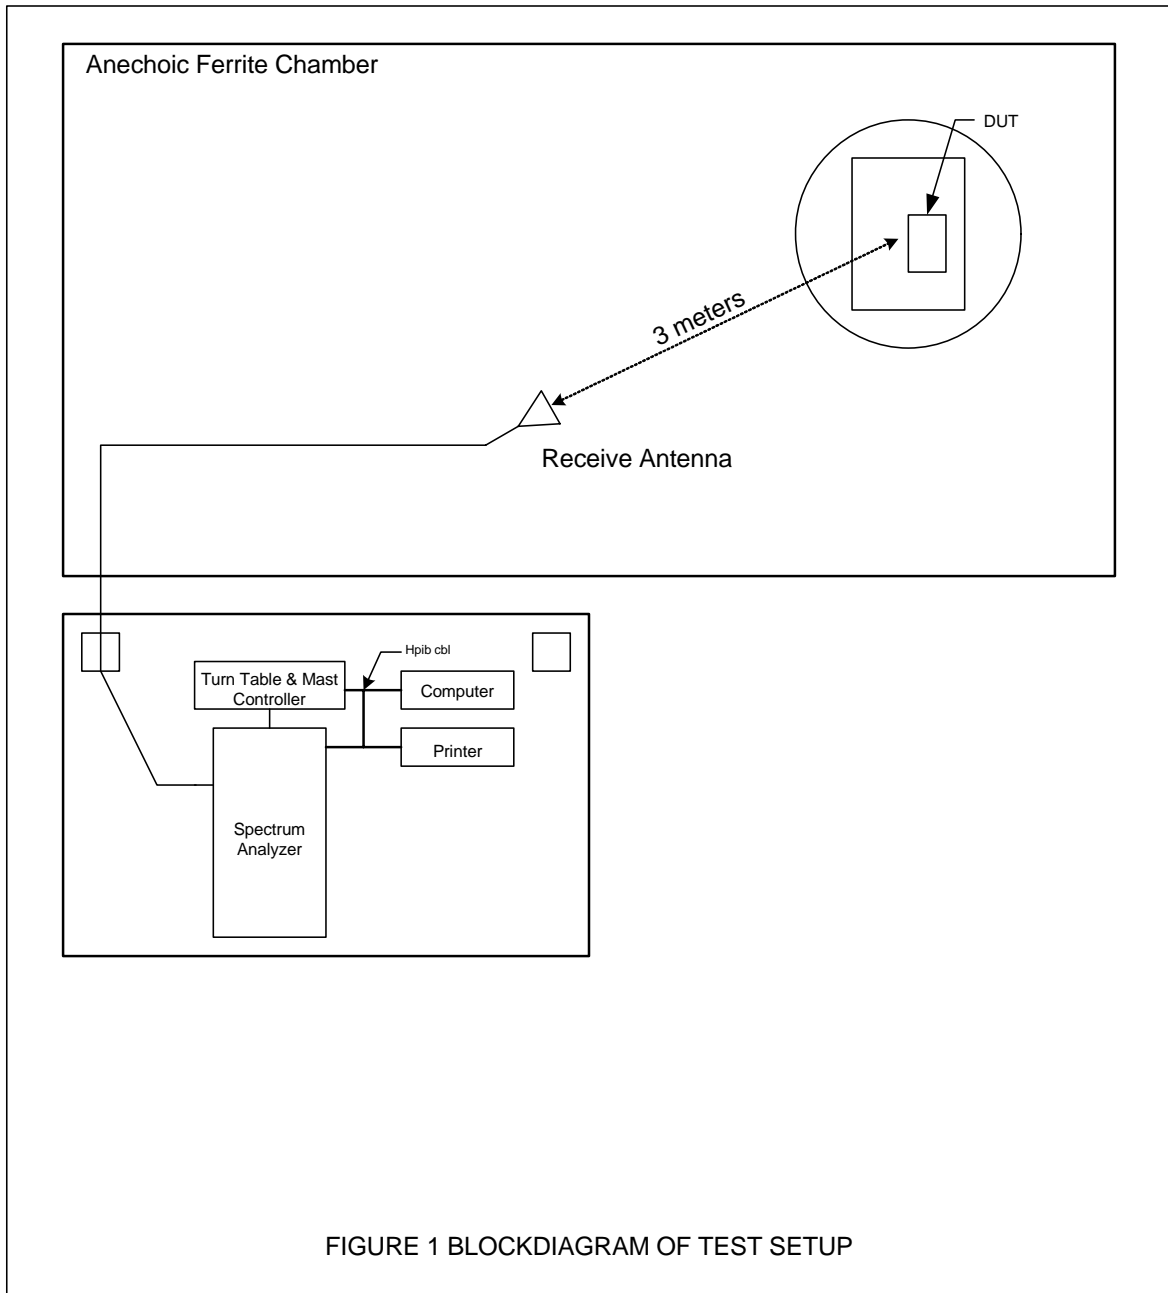 Anechoic Ferrite Chamber
DUT
3 meters
Receive Antenna
Hpib cbl
Turn Table & Mast
Controller
Computer
Printer
Spectrum
Analyzer
FIGURE 1 BLOCKDIAGRAM OF TEST SETUP